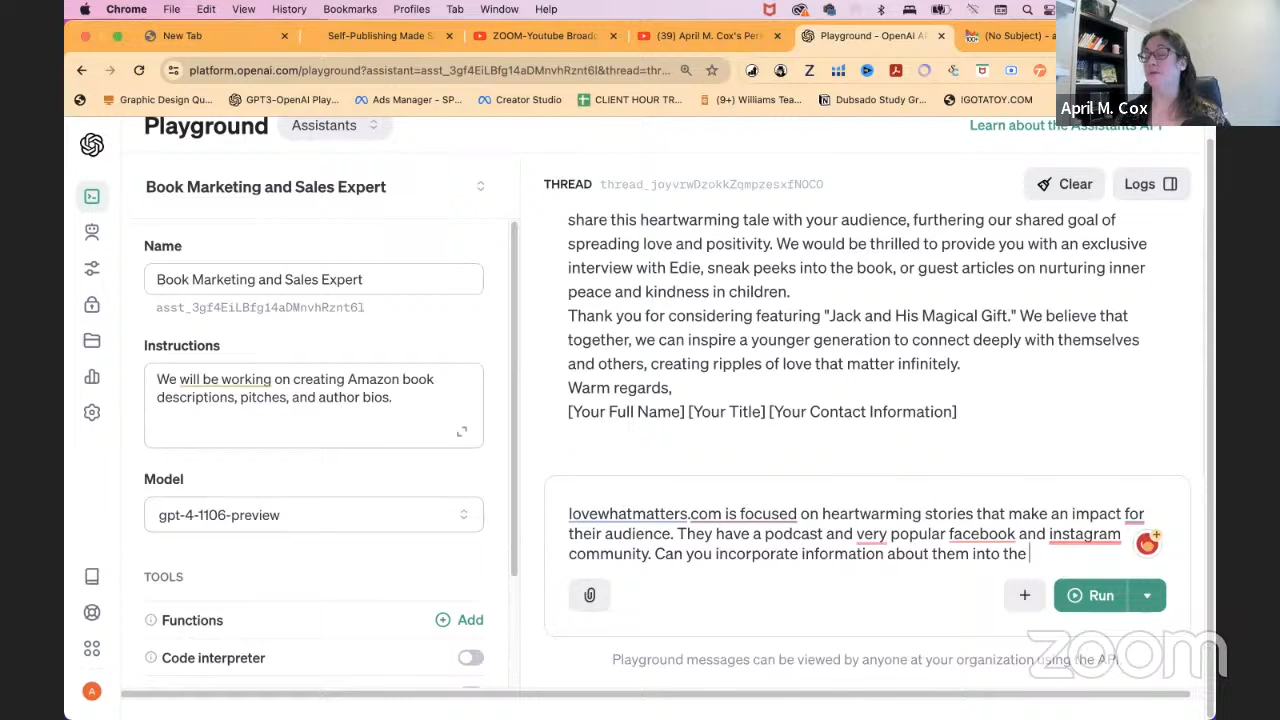 Chrome File Edit View History Bookmarks Profiles Tab Window Help
New Tab
Self-Publishing Made S
ZOOM-Youtube Broad
(39) April M. Cox's Per
Playground - OpenAI AP
(No Subject) - a
platform.openai.com/playground?assistant=asst_3gf4EiLBfg14aDMnvhRznt6l&thread=thr...
Graphic Design Qu...
GPT3-OpenAI Play...
Ads Manager - SP...
Creator Studio
CLIENT HOUR TR...
(9+) Williams Tea...
Dubsado Study Gr...
IGOTATOY.COM
April M. Cox
Playground
Assistants
Learn about the Assistants API
Book Marketing and Sales Expert
Name
Book Marketing and Sales Expert
asst_3gf4EiLBfg14aDMnvhRznt6l
Instructions
We will be working on creating Amazon book
descriptions, pitches, and author bios.
Model
gpt-4-1106-preview
TOOLS
Functions
Add
Code interpreter
A
THREAD thread_joyvrwDzokkZqmpzesxfNOCO
Clear
Logs
share this heartwarming tale with your audience, furthering our shared goal of
spreading love and positivity. We would be thrilled to provide you with an exclusive
interview with Edie, sneak peeks into the book, or guest articles on nurturing inner
peace and kindness in children.
Thank you for considering featuring "Jack and His Magical Gift." We believe that
together, we can inspire a younger generation to connect deeply with themselves
and others, creating ripples of love that matter infinitely.
Warm regards,
[Your Full Name] [Your Title] [Your Contact Information]
lovewhatmatters.com is focused on heartwarming stories that make an impact for
their audience. They have a podcast and very popular facebook and instagram
community. Can you incorporate information about them into the
Run
Playground messages can be viewed by anyone at your organization using the API.
zoom